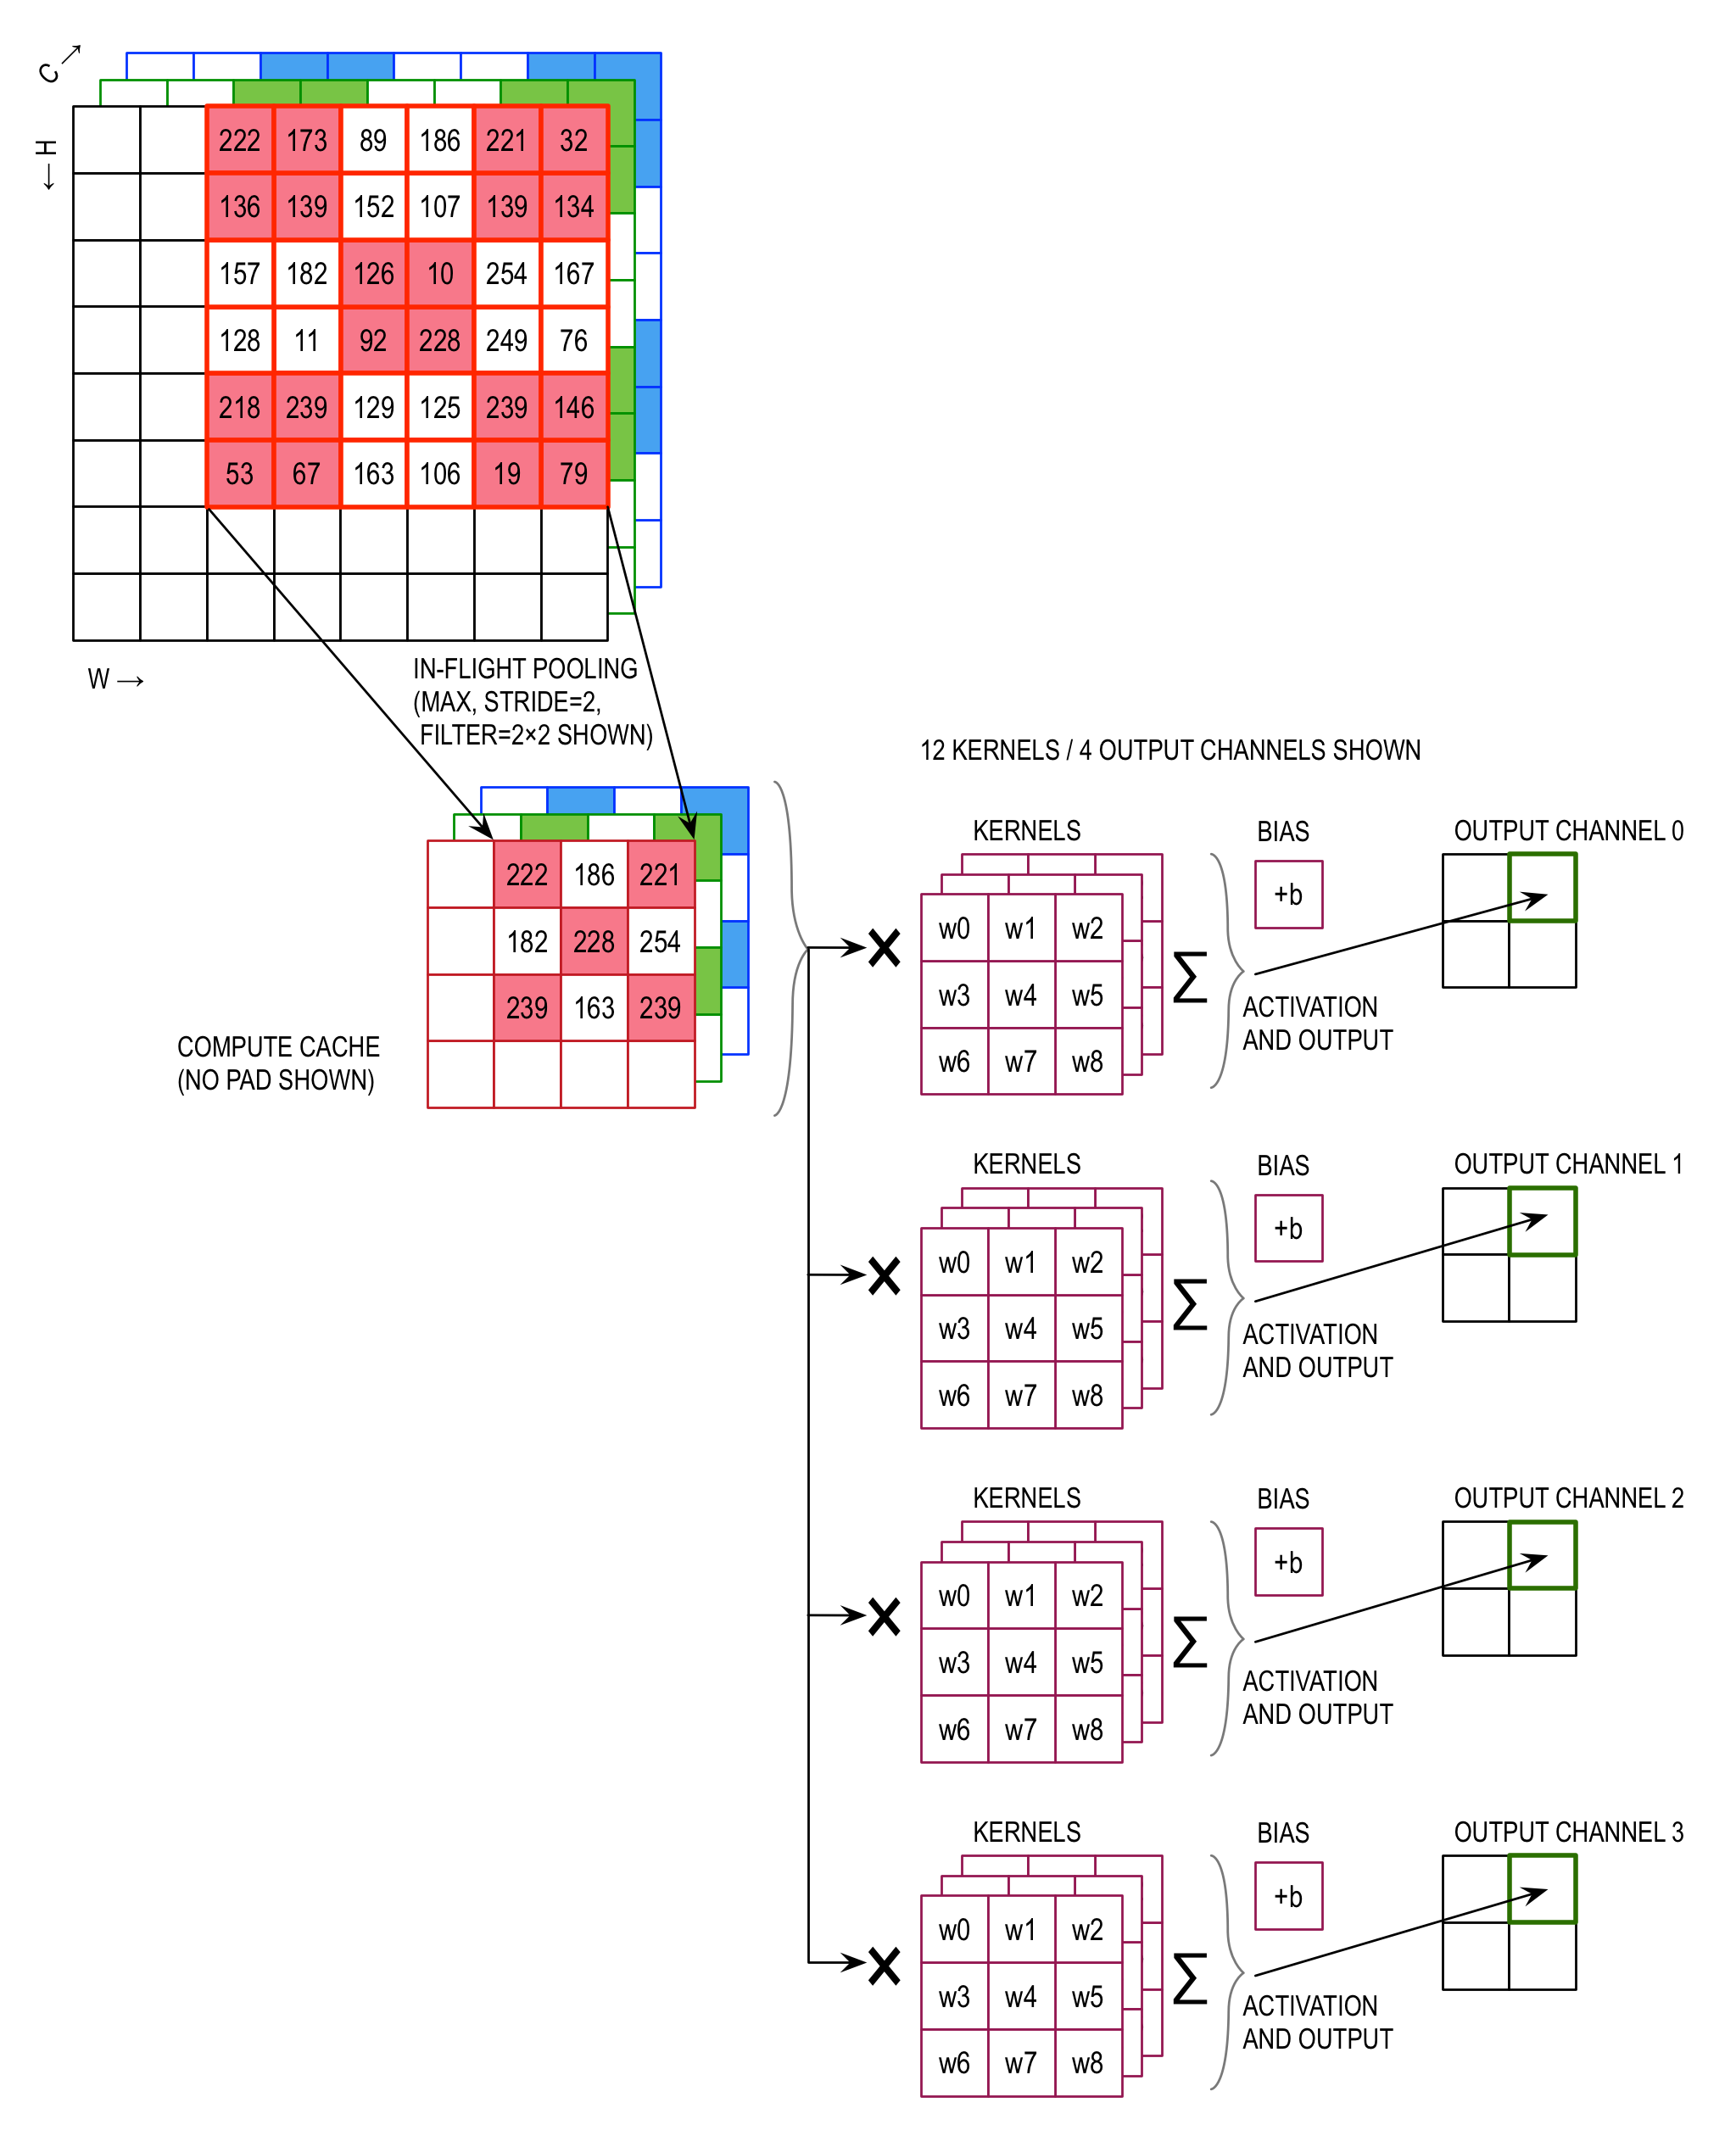 C →
← H
222 173 89 186 221 32
136 139 152 107 139 134
157 182 126 10 254 167
128 11 92 228 249 76
218 239 129 125 239 146
53 67 163 106 19 79
W →
IN-FLIGHT POOLING
(MAX, STRIDE=2,
FILTER=2×2 SHOWN)
222 186 221
182 228 254
239 163 239
COMPUTE CACHE
(NO PAD SHOWN)
12 KERNELS / 4 OUTPUT CHANNELS SHOWN
KERNELS BIAS OUTPUT CHANNEL 0
+b
× w0 w1 w2
w3 w4 w5 Σ
w6 w7 w8
ACTIVATION
AND OUTPUT
KERNELS BIAS OUTPUT CHANNEL 1
+b
× w0 w1 w2
w3 w4 w5 Σ
w6 w7 w8
ACTIVATION
AND OUTPUT
KERNELS BIAS OUTPUT CHANNEL 2
+b
× w0 w1 w2
w3 w4 w5 Σ
w6 w7 w8
ACTIVATION
AND OUTPUT
KERNELS BIAS OUTPUT CHANNEL 3
+b
× w0 w1 w2
w3 w4 w5 Σ
w6 w7 w8
ACTIVATION
AND OUTPUT